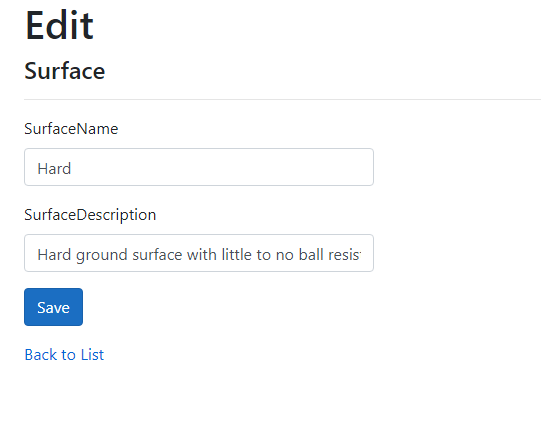 Edit
Surface
SurfaceName
Hard
SurfaceDescription
Hard ground surface with little to no ball resis
Save
Back to List